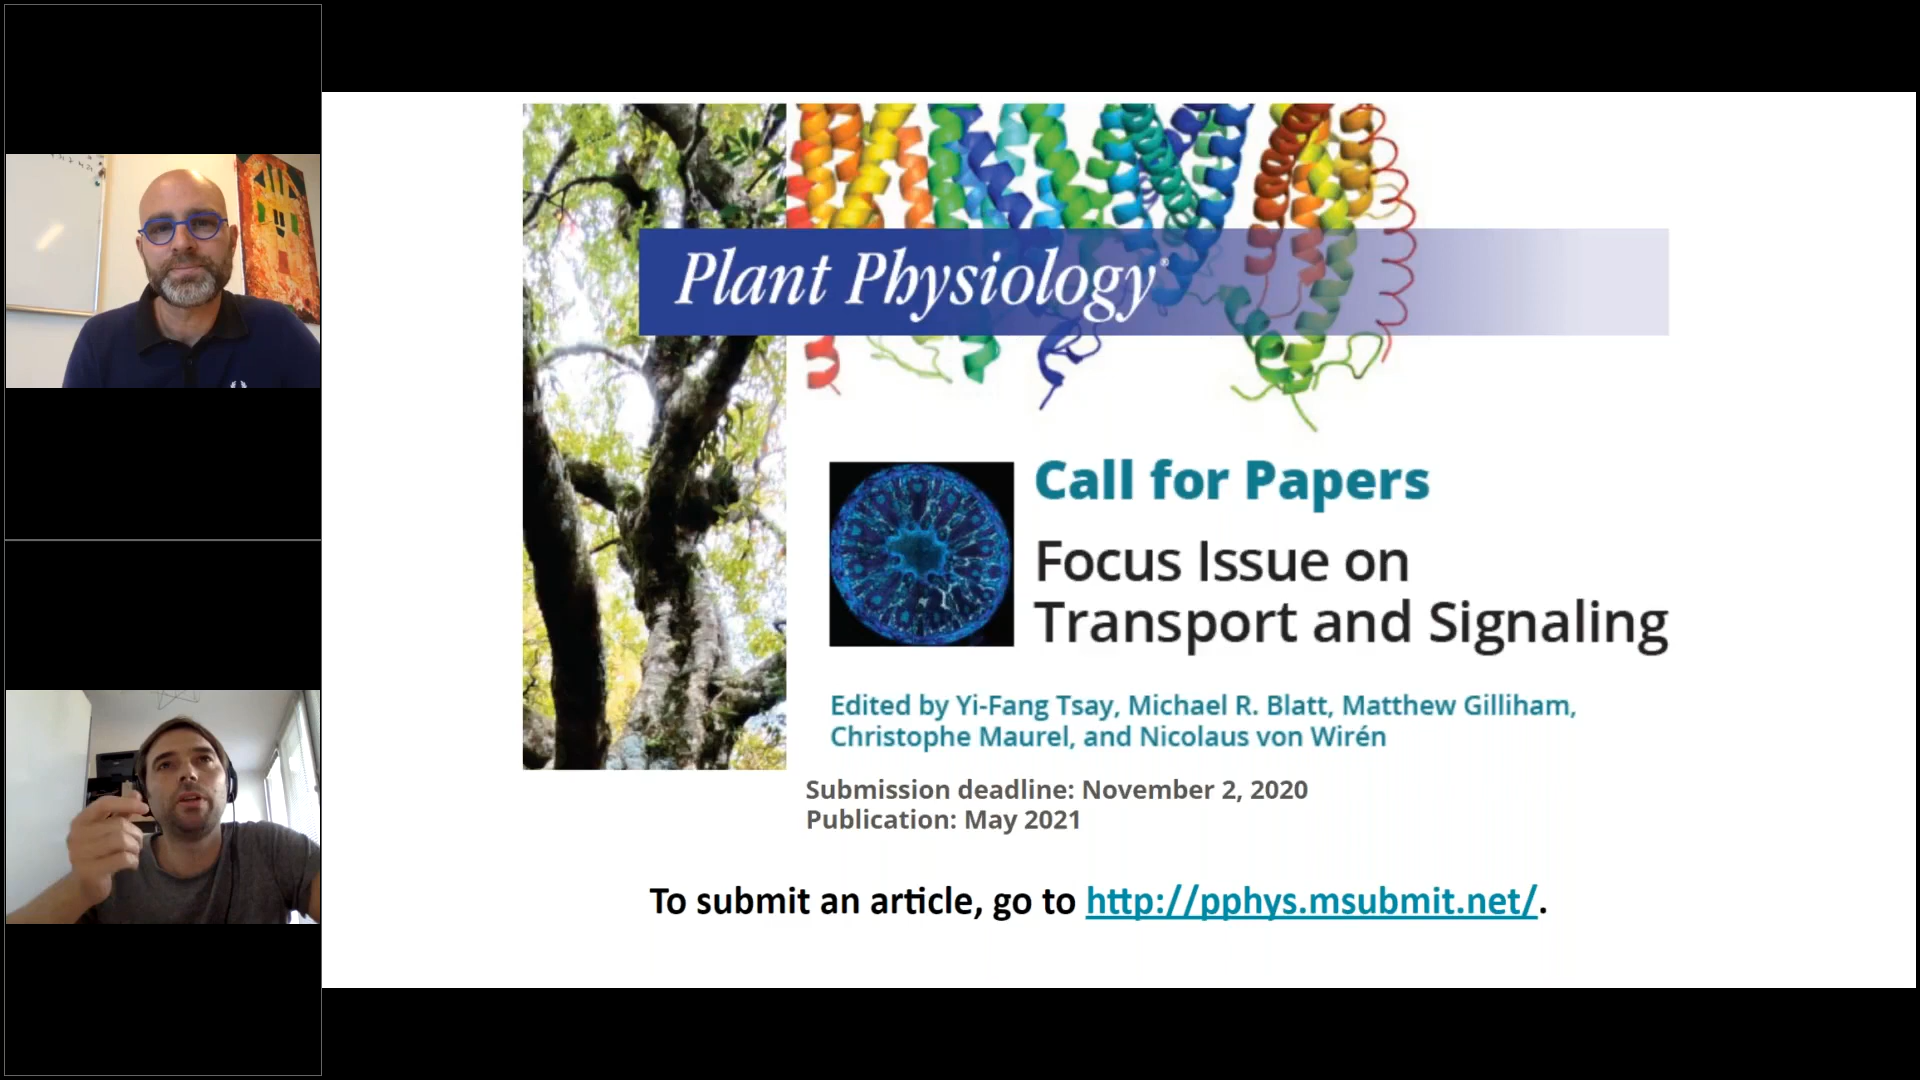 Plant Physiology®
Call for Papers
Focus Issue on
Transport and Signaling
Edited by Yi-Fang Tsay, Michael R. Blatt, Matthew Gilliham,
Christophe Maurel, and Nicolaus von Wirén
Submission deadline: November 2, 2020
Publication: May 2021
To submit an article, go to http://pphys.msubmit.net/.